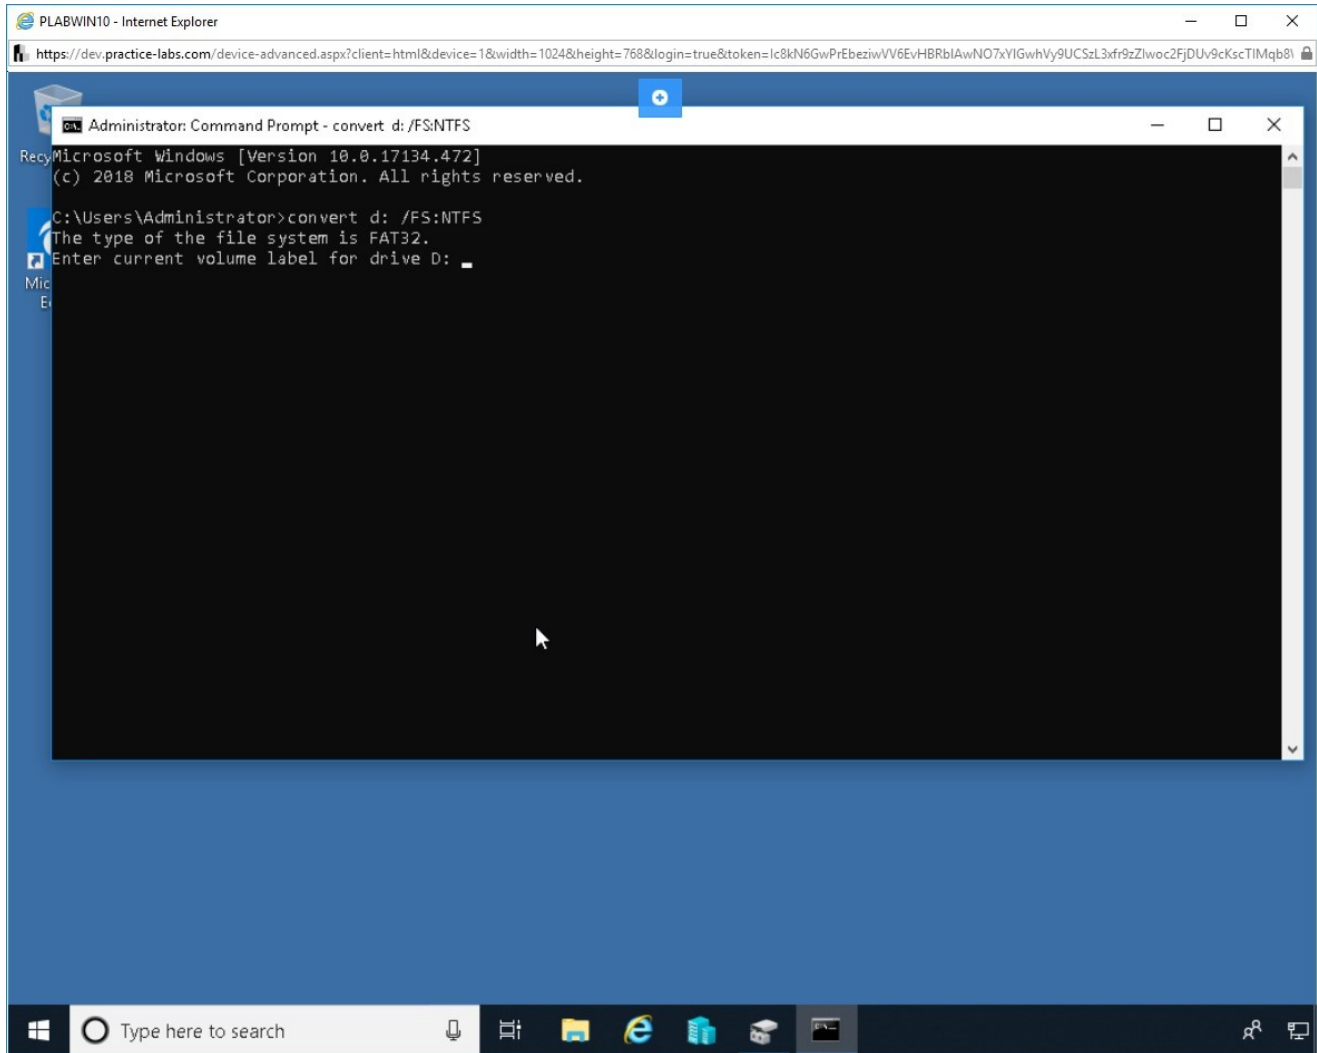 PLABWIN10 - Internet Explorer
https://dev.practice-labs.com/device-advanced.aspx?client=html&device=1&width=1024&height=768&login=true&token=
Administrator: Command Prompt - convert d: /FS:NTFS
Recy
Microsoft Windows [Version 10.0.17134.472]
(c) 2018 Microsoft Corporation. All rights reserved.
C:\Users\Administrator>convert d: /FS:NTFS
The type of the file system is FAT32.
Enter current volume label for drive D:
Mic
E
Type here to search